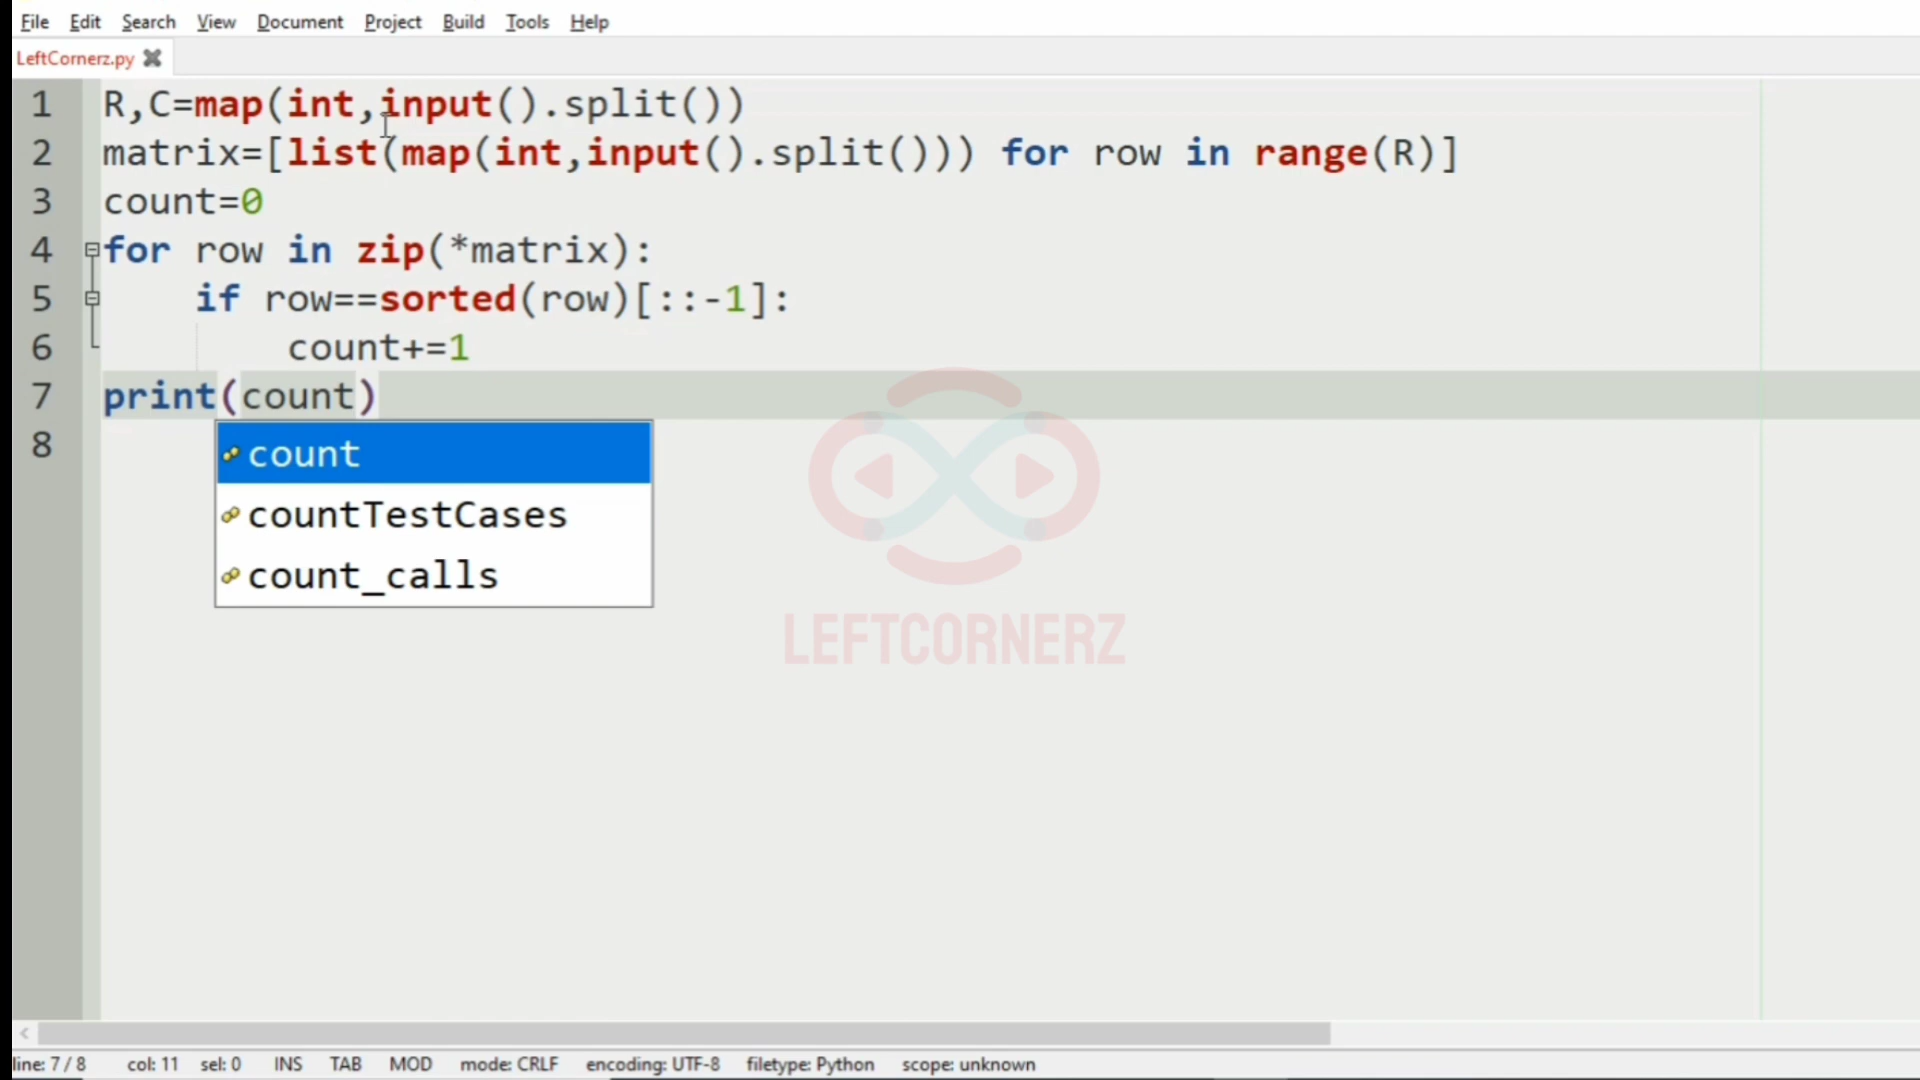 File Edit Search View Document Project Build Tools Help
LeftCornerz.py
1 R,C=map(int,input().split())
2 matrix=[list(map(int,input().split())) for row in range(R)]
3 count=0
4 for row in zip(*matrix):
5     if row==sorted(row)[::-1]:
6         count+=1
7 print(count)
8
count
countTestCases
count_calls
LEFTCORNERZ
line: 7 / 8 col: 11 sel: 0 INS TAB MOD mode: CRLF encoding: UTF-8 filetype: Python scope: unknown